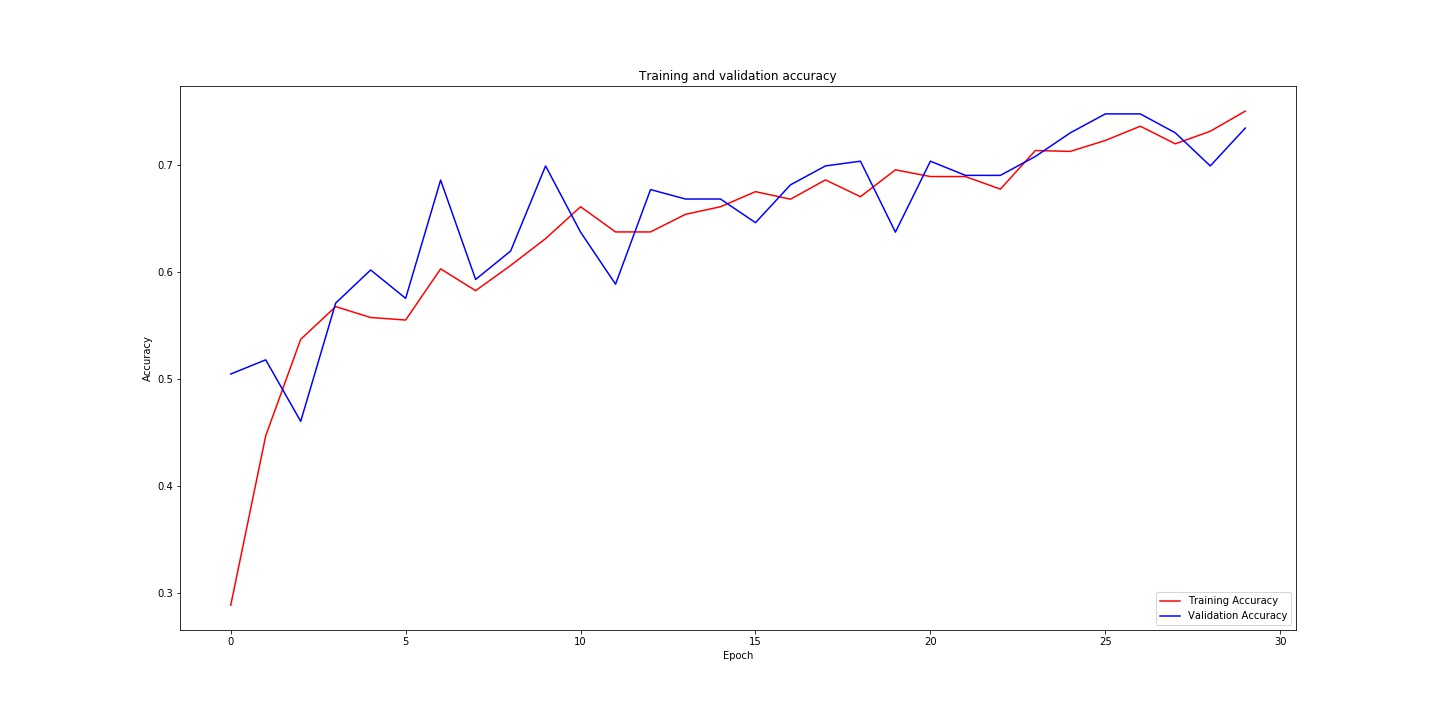 Training and validation accuracy
Accuracy
0.7
0.6
0.5
0.4
0.3
0 5 10 15 20 25 30
Epoch
Training Accuracy
Validation Accuracy